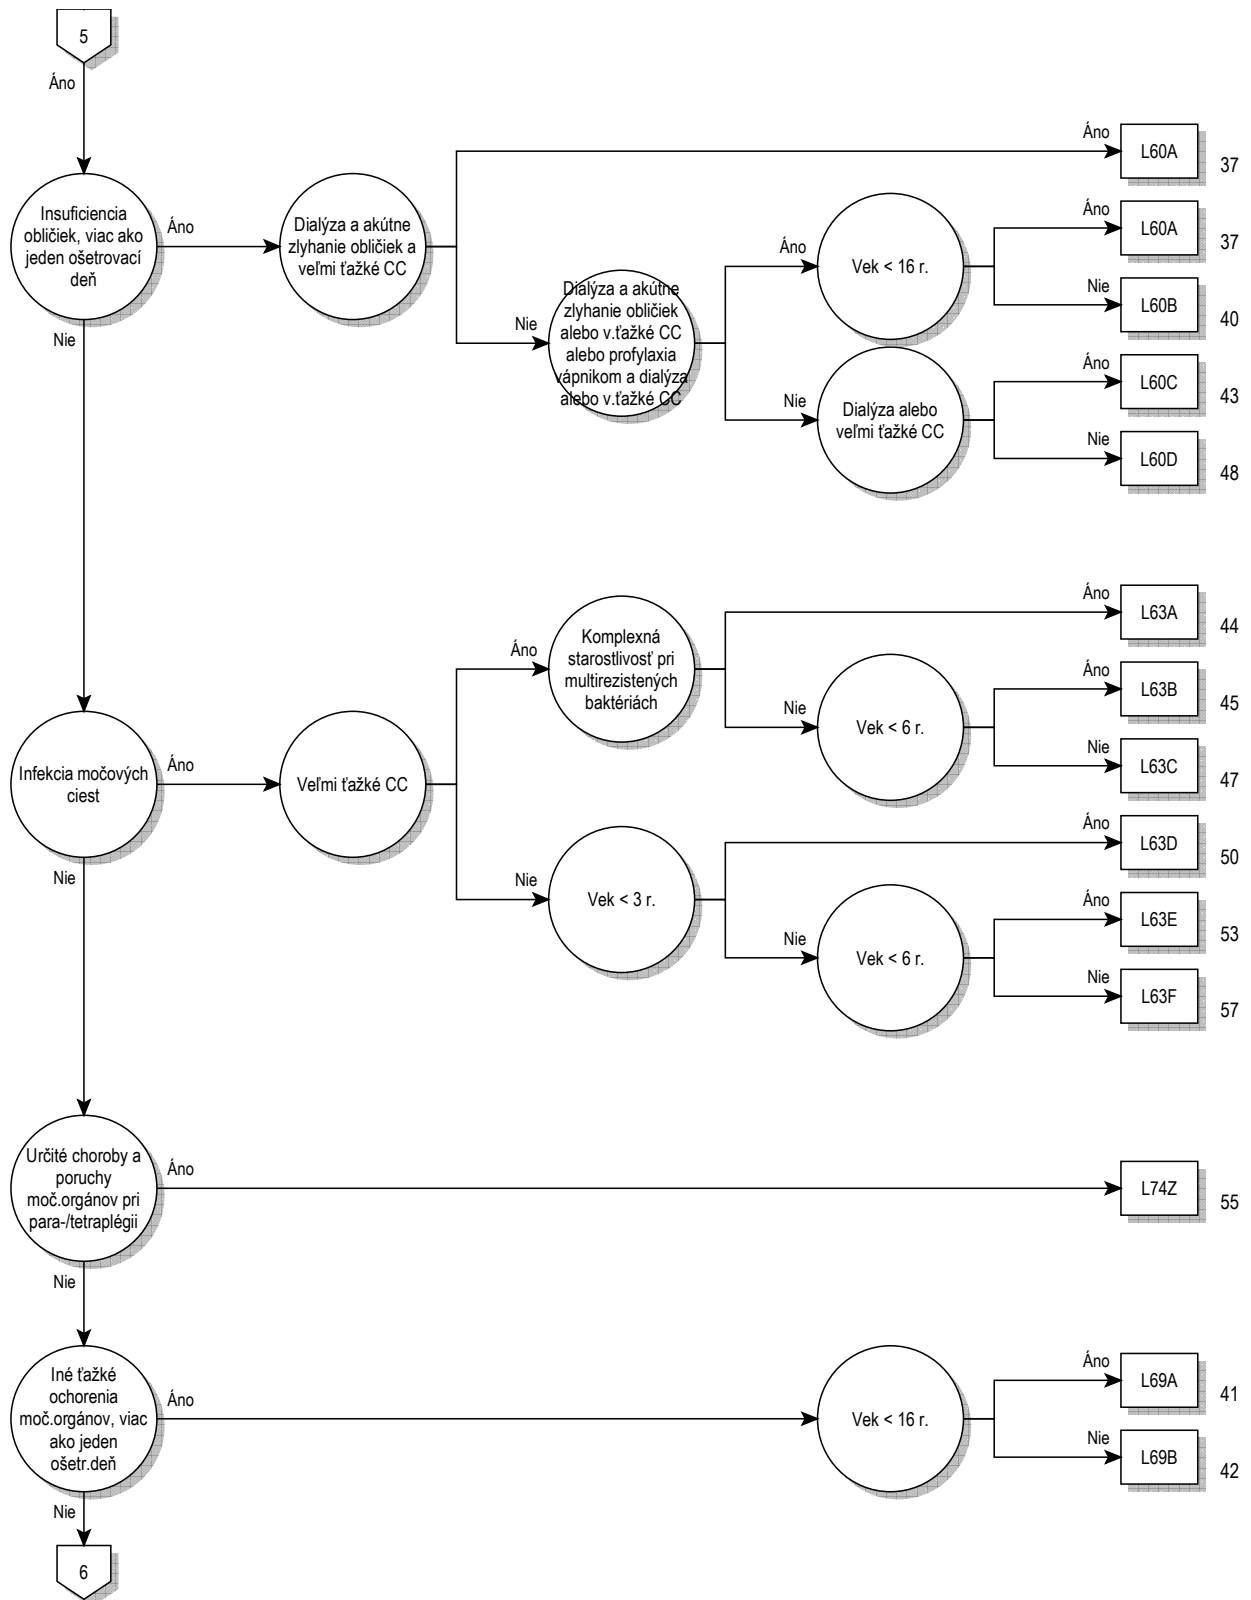 5
Áno
Insuficiencia
obličiek, viac ako
jeden ošetrovací
deň
Áno
Nie
Dialýza a akútne
zlyhanie obličiek a
veľmi ťažké CC
Áno
L60A
37
Nie
Dialýza a akútne
zlyhanie obličiek
alebo v.ťažké CC
alebo profylaxia
vápnikom a dialýza
alebo v.ťažké CC
Áno
Vek < 16 r.
Áno
L60A
37
Nie
L60B
40
Nie
Dialýza alebo
veľmi ťažké CC
Áno
L60C
43
Nie
L60D
48
Infekcia močových
ciest
Áno
Nie
Veľmi ťažké CC
Áno
Komplexná
starostlivosť pri
multirezistených
baktériách
Áno
L63A
44
Nie
Vek < 6 r.
Áno
L63B
45
Nie
L63C
47
Nie
Vek < 3 r.
Áno
L63D
50
Nie
Vek < 6 r.
Áno
L63E
53
Nie
L63F
57
Určité choroby a
poruchy
moč.orgánov pri
para-/tetraplégii
Áno
L74Z
55
Nie
Iné ťažké
ochorenia
moč.orgánov, viac
ako jeden
ošetr.deň
Áno
Vek < 16 r.
Áno
L69A
41
Nie
L69B
42
Nie
6